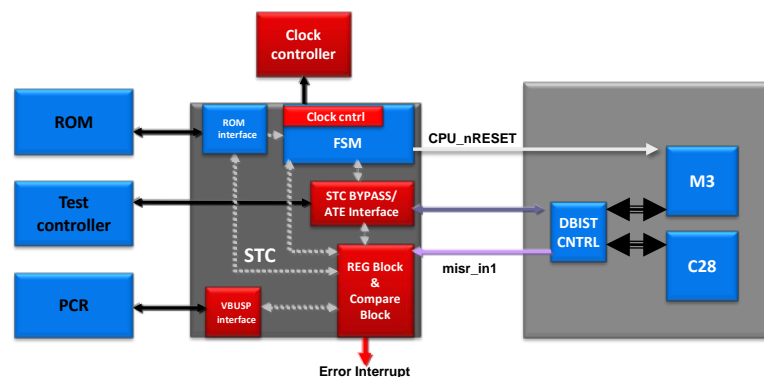 Clock
controller
ROM
ROM
interface
Clock cntrl
FSM
CPU_nRESET
M3
Test
controller
STC BYPASS/
ATE Interface
DBIST
CNTRL
STC
REG Block
&
Compare
Block
misr_in1
C28
PCR
VBUSP
interface
Error Interrupt